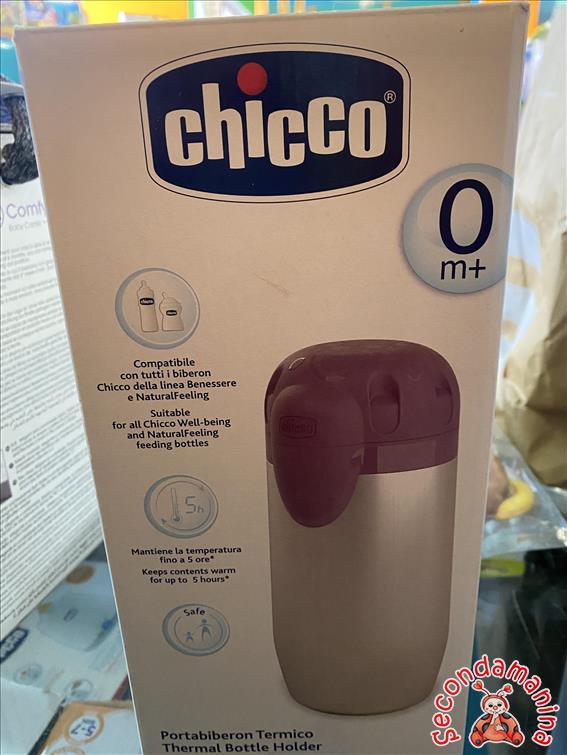 chicco®
0
m+
Comfy
Compatibile
con tutti i biberon
Chicco della linea Benessere
e NaturalFeeling
Suitable
for all Chicco Well-being
and NaturalFeeling
feeding bottles
5h
Mantiene la temperatura
fino a 5 ore*
Keeps contents warm
for up to 5 hours*
Safe
chicco
Portabiberon Termico
Thermal Bottle Holder
secondamanina